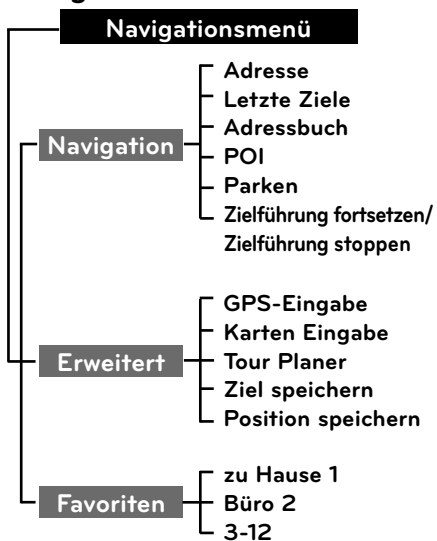 Navigationsmenü
Navigation
Adresse
Letzte Ziele
Adressbuch
POI
Parken
Zielführung fortsetzen/
Zielführung stoppen
Erweitert
GPS-Eingabe
Karten Eingabe
Tour Planer
Ziel speichern
Position speichern
Favoriten
zu Hause 1
Büro 2
3-12